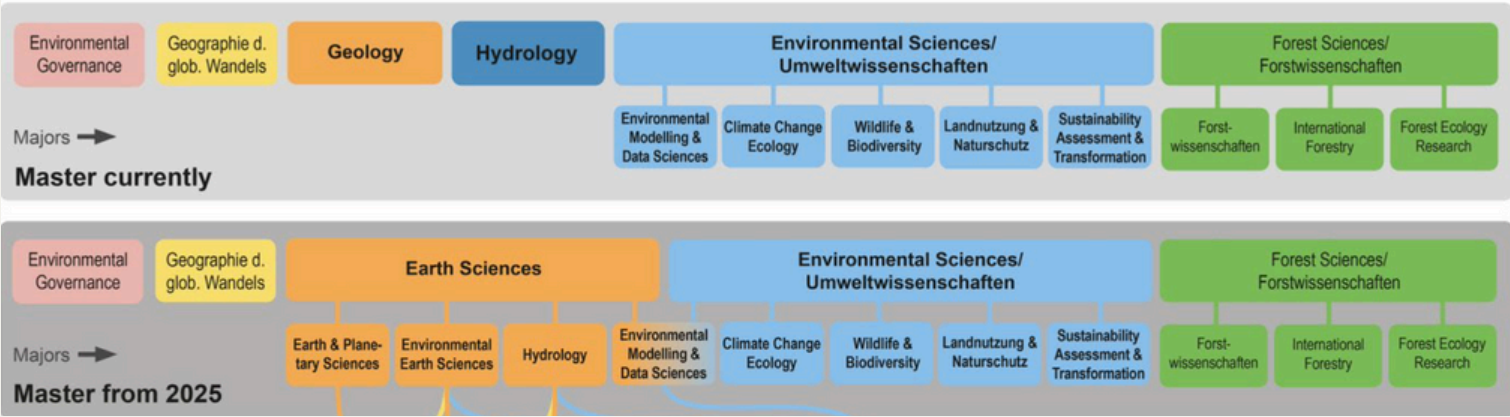 Environmental
Governance
Geographie d.
glob. Wandels
Geology
Hydrology
Environmental Sciences/
Umweltwissenschaften
Forest Sciences/
Forstwissenschaften
Majors
Environmental
Modelling &
Data Sciences
Climate Change
Ecology
Wildlife &
Biodiversity
Landnutzung &
Naturschutz
Sustainability
Assessment &
Transformation
Forst-
wissenschaften
International
Forestry
Forest Ecology
Research
Master currently
Environmental
Governance
Geographie d.
glob. Wandels
Earth Sciences
Environmental Sciences/
Umweltwissenschaften
Forest Sciences/
Forstwissenschaften
Majors
Earth & Plane-
tary Sciences
Environmental
Earth Sciences
Hydrology
Environmental
Modelling &
Data Sciences
Climate Change
Ecology
Wildlife &
Biodiversity
Landnutzung &
Naturschutz
Sustainability
Assessment &
Transformation
Forst-
wissenschaften
International
Forestry
Forest Ecology
Research
Master from 2025